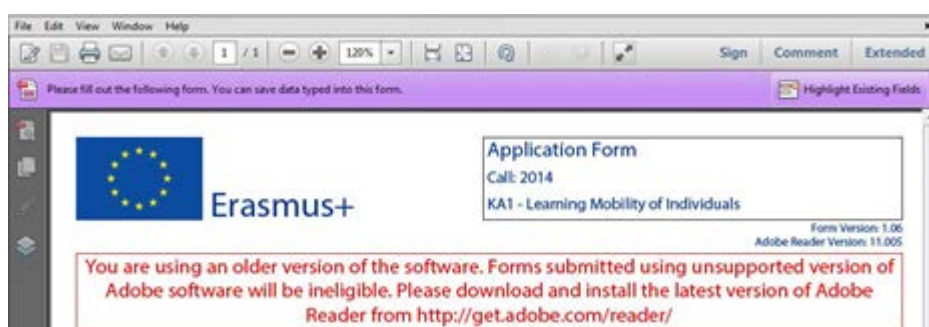 File Edit View Window Help
1 / 1 120% Sign Comment Extended
Please fill out the following form. You can save data typed into this form. Highlight Existing Fields
Application Form
Call: 2014
Erasmus+ KA1 - Learning Mobility of Individuals
Form Version: 1.06
Adobe Reader Version: 11.005
You are using an older version of the software. Forms submitted using unsupported version of
Adobe software will be ineligible. Please download and install the latest version of Adobe
Reader from http://get.adobe.com/reader/